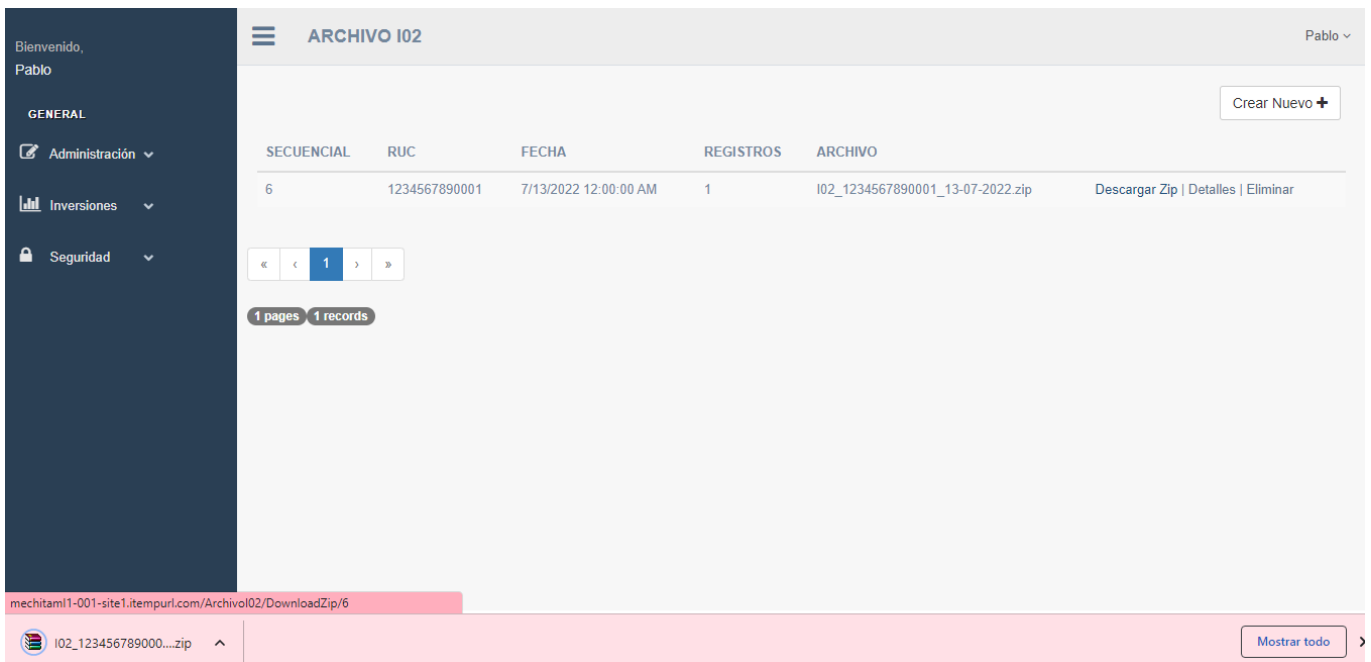 Bienvenido,
Pablo
GENERAL
Administración
Inversiones
Seguridad
ARCHIVO I02
Pablo
Crear Nuevo
SECUENCIAL RUC FECHA REGISTROS ARCHIVO
6 1234567890001 7/13/2022 12:00:00 AM 1 I02_1234567890001_13-07-2022.zip Descargar Zip | Detalles | Eliminar
« ‹ 1 › »
1 pages 1 records
mechitaml1-001-site1.itempurl.com/ArchivoI02/DownloadZip/6
I02_123456789000....zip
Mostrar todo